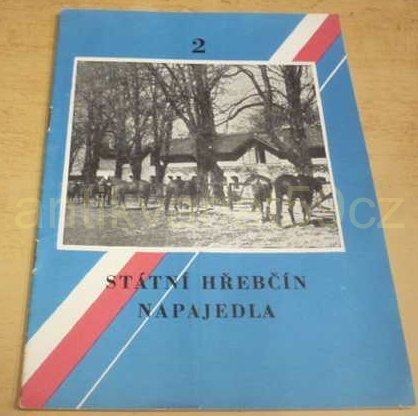 2
STÁTNÍ HŘEBČÍN
NAPAJEDLA